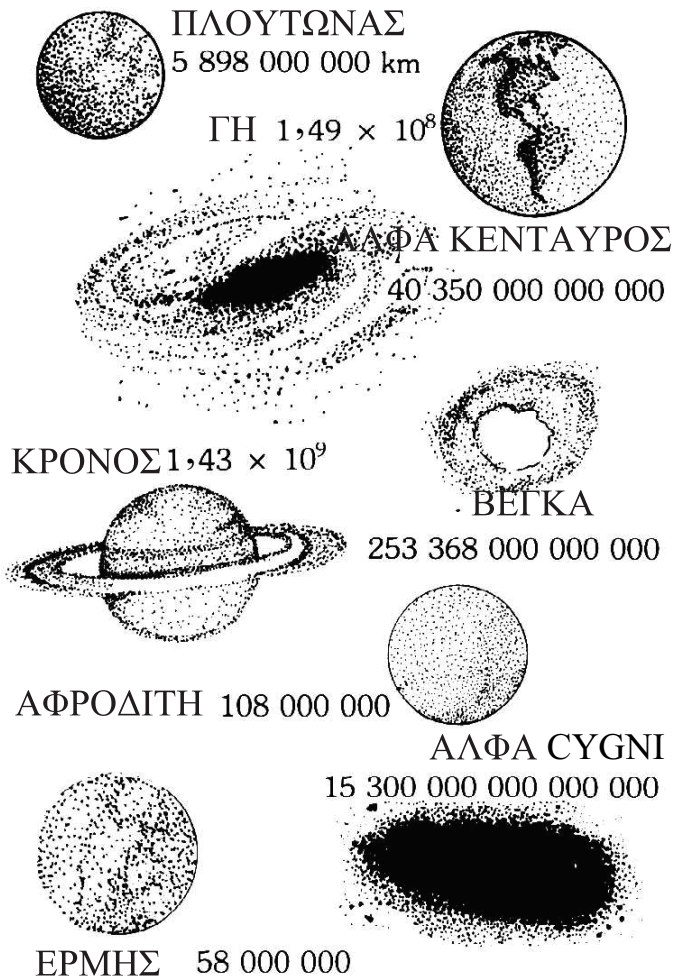 ΠΛΟΥΤΩΝΑΣ
5 898 000 000 km
ΓΗ 1,49 × 10⁸
ΑΛΦΑ ΚΕΝΤΑΥΡΟΣ
40 350 000 000 000
ΚΡΟΝΟΣ 1,43 × 10⁹
ΒΕΓΚΑ
253 368 000 000 000
ΑΦΡΟΔΙΤΗ 108 000 000
ΑΛΦΑ CYGNI
15 300 000 000 000 000
ΕΡΜΗΣ 58 000 000